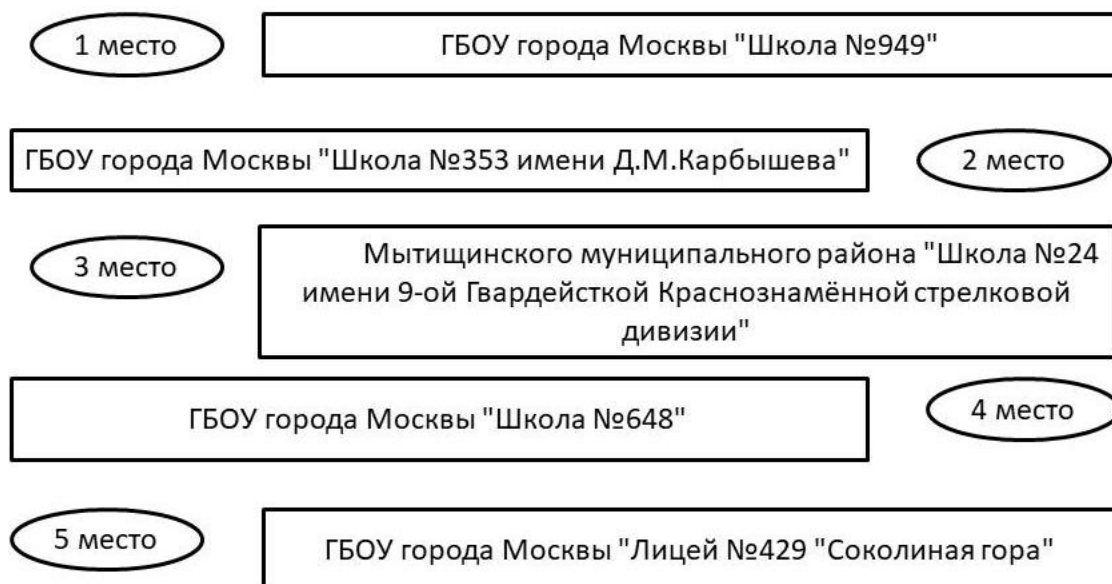 1 место
ГБОУ города Москвы "Школа №949"
ГБОУ города Москвы "Школа №353 имени Д.М.Карбышева"
2 место
3 место
Мытищинского муниципального района "Школа №24
имени 9-ой Гвардейсткой Краснознамённой стрелковой
дивизии"
ГБОУ города Москвы "Школа №648"
4 место
5 место
ГБОУ города Москвы "Лицей №429 "Соколиная гора"